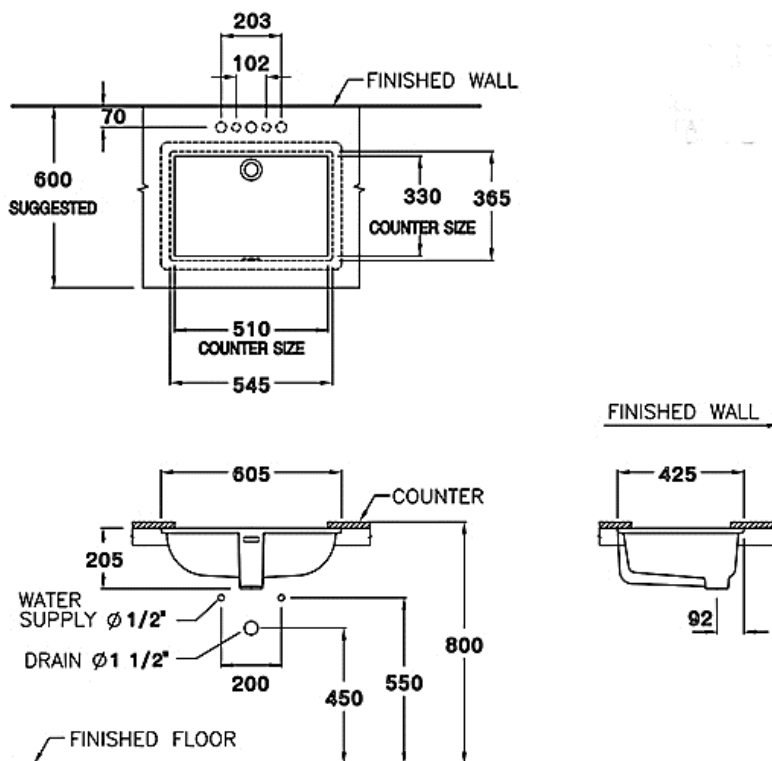 203
102
FINISHED WALL
70
600
SUGGESTED
330
365
COUNTER SIZE
510
COUNTER SIZE
545
FINISHED WALL
605
425
COUNTER
205
WATER
SUPPLY Ø 1/2"
92
800
DRAIN Ø1 1/2"
200
450
550
FINISHED FLOOR